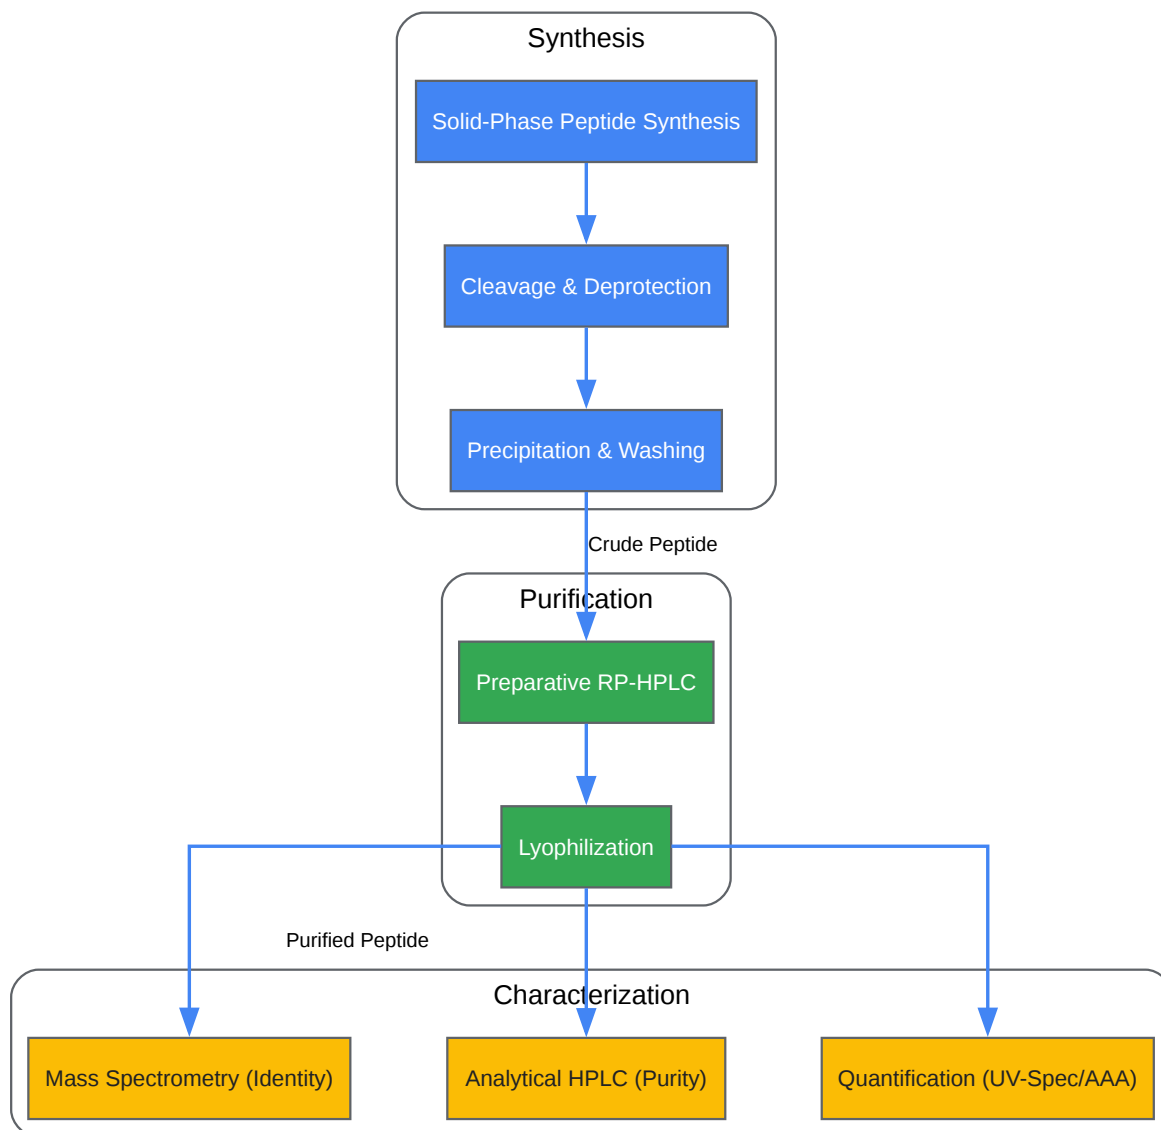 Synthesis
Solid-Phase Peptide Synthesis
Cleavage & Deprotection
Precipitation & Washing
Crude Peptide
Purification
Preparative RP-HPLC
Lyophilization
Purified Peptide
Characterization
Mass Spectrometry (Identity)
Analytical HPLC (Purity)
Quantification (UV-Spec/AAA)